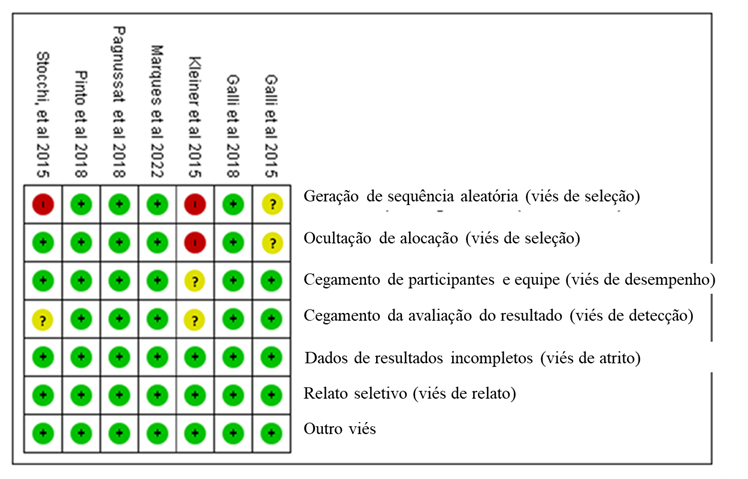 Stocchi, et al 2015
Pinto et al 2018
Pagnussat et al 2018
Marques et al 2022
Kleiner et al 2015
Galli et al 2018
Galli et al 2015
- + + + - + ? Geração de sequência aleatória (viés de seleção)
+ + + + - + ? Ocultação de alocação (viés de seleção)
+ + + + ? + + Cegamento de participantes e equipe (viés de desempenho)
? + + + ? + + Cegamento da avaliação do resultado (viés de detecção)
+ + + + + + + Dados de resultados incompletos (viés de atrito)
+ + + + + + + Relato seletivo (viés de relato)
+ + + + + + + Outro viés